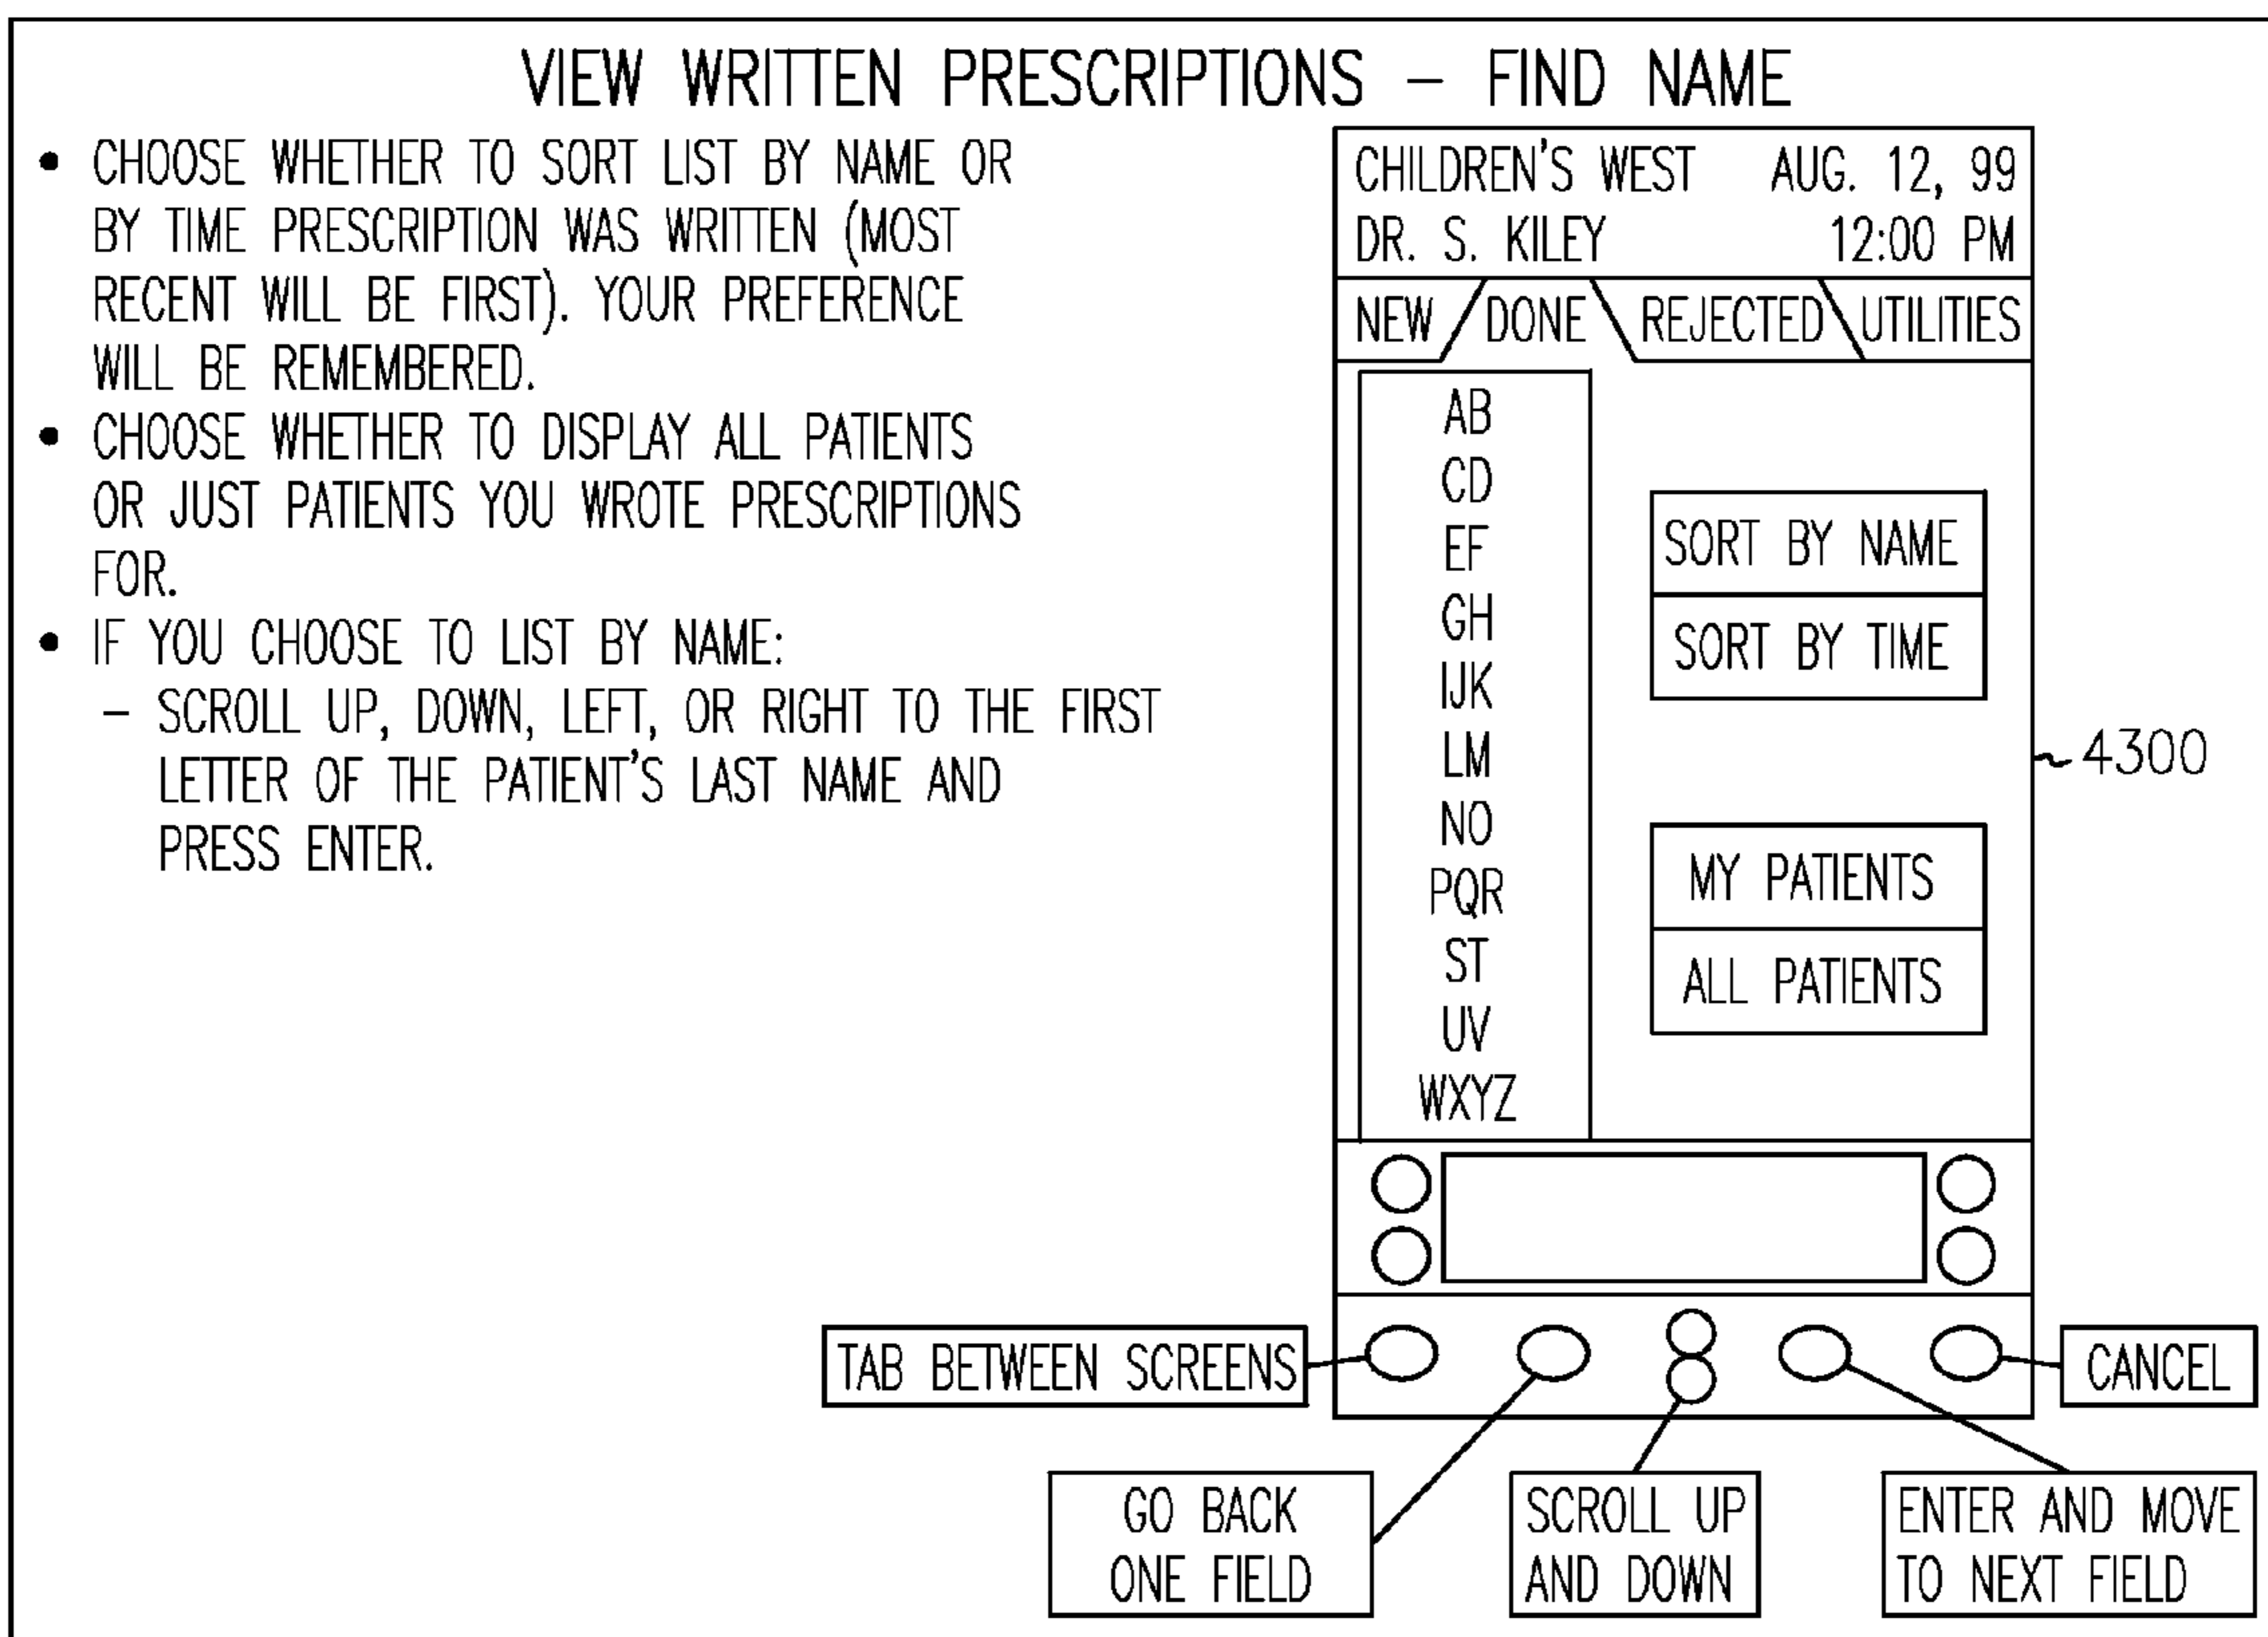 VIEW WRITTEN PRESCRIPTIONS – FIND NAME
• CHOOSE WHETHER TO SORT LIST BY NAME OR
BY TIME PRESCRIPTION WAS WRITTEN (MOST
RECENT WILL BE FIRST). YOUR PREFERENCE
WILL BE REMEMBERED.
• CHOOSE WHETHER TO DISPLAY ALL PATIENTS
OR JUST PATIENTS YOU WROTE PRESCRIPTIONS
FOR.
• IF YOU CHOOSE TO LIST BY NAME:
– SCROLL UP, DOWN, LEFT, OR RIGHT TO THE FIRST
LETTER OF THE PATIENT'S LAST NAME AND
PRESS ENTER.
CHILDREN'S WEST AUG. 12, 99
DR. S. KILEY 12:00 PM
NEW DONE REJECTED UTILITIES
AB
CD
EF
GH
IJK
LM
NO
PQR
ST
UV
WXYZ
SORT BY NAME
SORT BY TIME
MY PATIENTS
ALL PATIENTS
4300
TAB BETWEEN SCREENS
CANCEL
GO BACK
ONE FIELD
SCROLL UP
AND DOWN
ENTER AND MOVE
TO NEXT FIELD